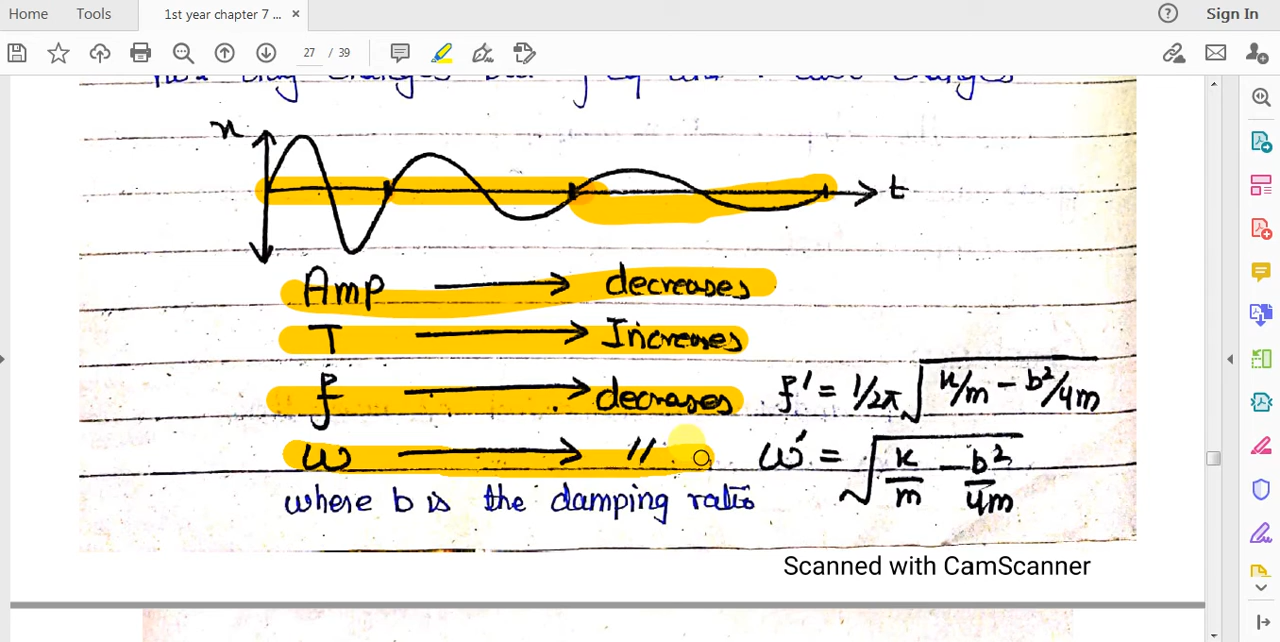 Home Tools 1st year chapter 7 ... × Sign In
27 / 39
x
t
Amp → decreases
T → Increases
f → decrases f' = 1/2π √k/m - b²/4m
ω → " ω' = √k/m - b²/4m
where b is the damping ratio
Scanned with CamScanner